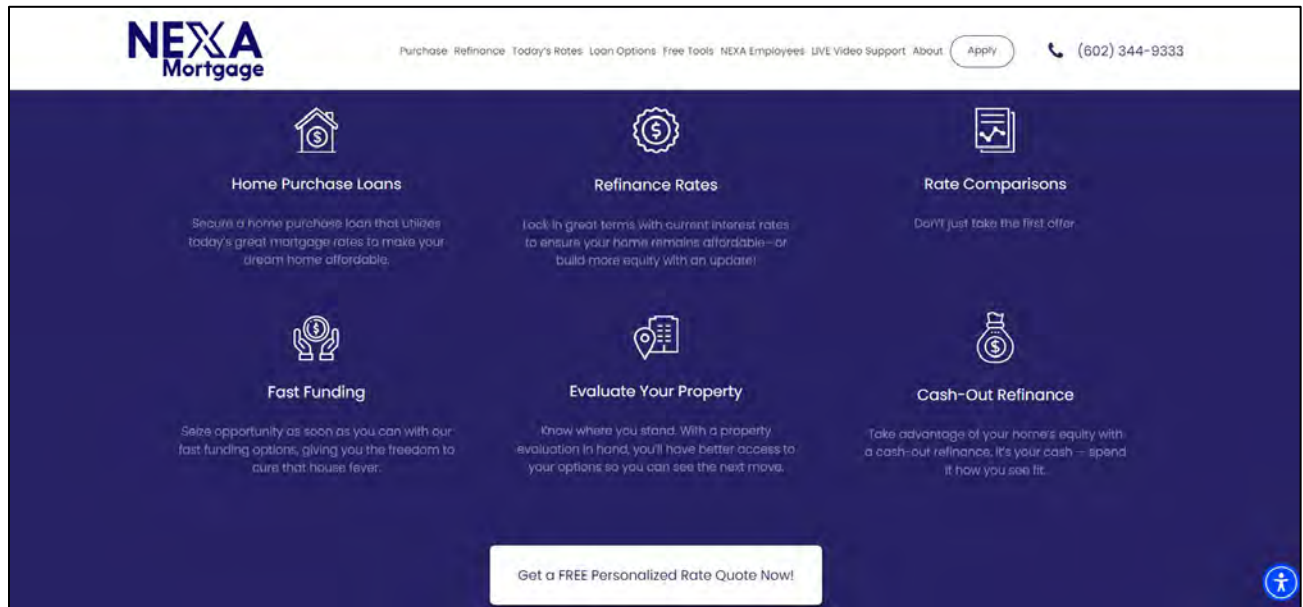 NEXA
Mortgage
Purchase Refinance Today's Rates Loan Options Free Tools NEXA Employees LIVE Video Support About Apply (602) 344-9333
Home Purchase Loans
Secure a home purchase loan that utilizes
today's great mortgage rates to make your
dream home affordable.
Refinance Rates
Lock in great terms with current interest rates
to ensure your home remains affordable—or
build more equity with an update!
Rate Comparisons
Don't just take the first offer.
Fast Funding
Seize opportunity as soon as you can with our
fast funding options, giving you the freedom to
cure that house fever.
Evaluate Your Property
Know where you stand. With a property
evaluation in hand, you'll have better access to
your options so you can see the next move.
Cash-Out Refinance
Take advantage of your home's equity with
a cash-out refinance. It's your cash — spend
it how you see fit.
Get a FREE Personalized Rate Quote Now!